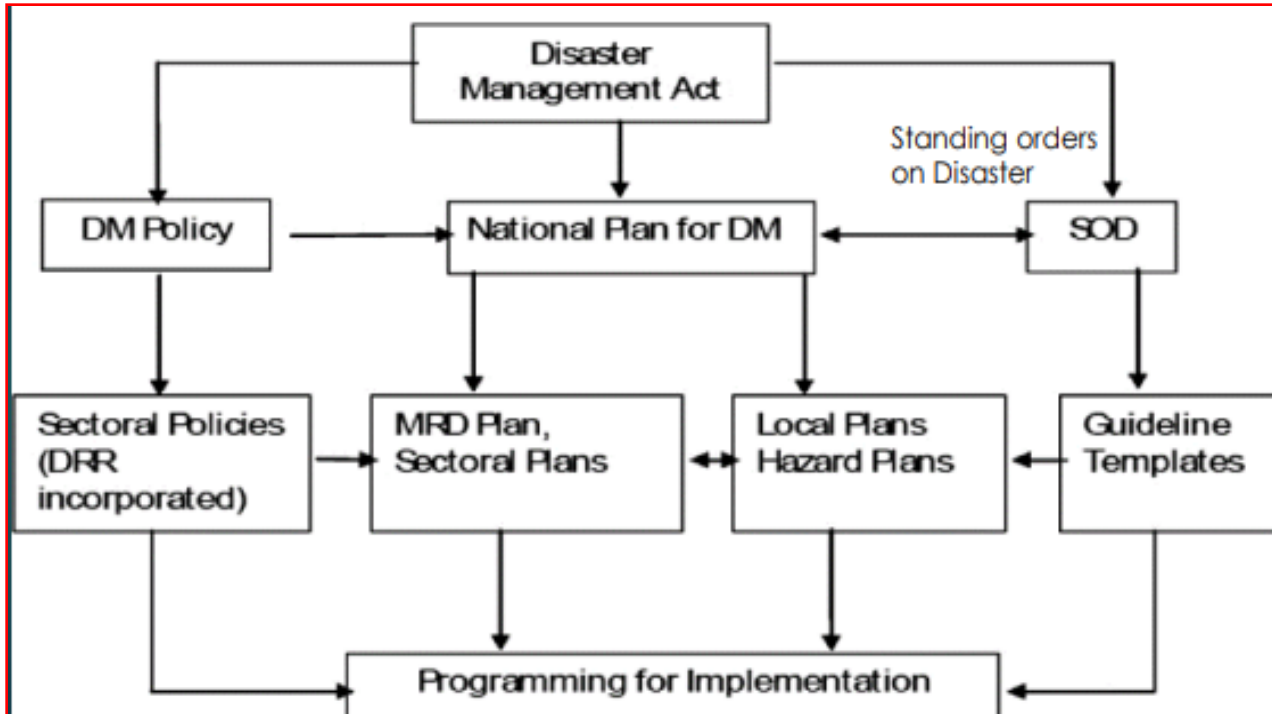 Disaster
Management Act
Standing orders
on Disaster
DM Policy
National Plan for DM
SOD
Sectoral Policies
(DRR
incorporated)
MRD Plan,
Sectoral Plans
Local Plans
Hazard Plans
Guideline
Templates
Programming for Implementation